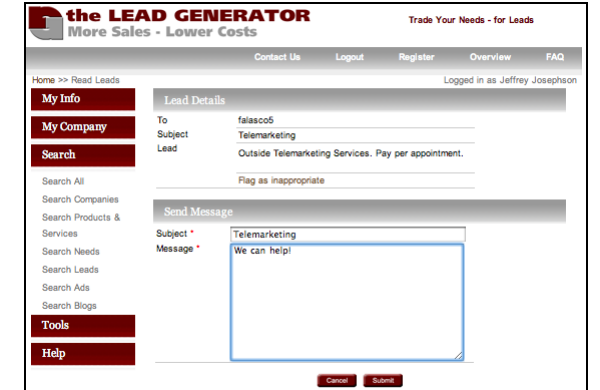 the LEAD GENERATOR
More Sales - Lower Costs
Trade Your Needs - for Leads
Contact Us Logout Register Overview FAQ
Home >> Read Leads
Logged in as Jeffrey Josephson
My Info
My Company
Search
Search All
Search Companies
Search Products &
Services
Search Needs
Search Leads
Search Ads
Search Blogs
Tools
Help
Lead Details
To falasco5
Subject Telemarketing
Lead Outside Telemarketing Services. Pay per appointment.
Flag as inappropriate
Send Message
Subject * Telemarketing
Message * We can help!
Cancel Submit